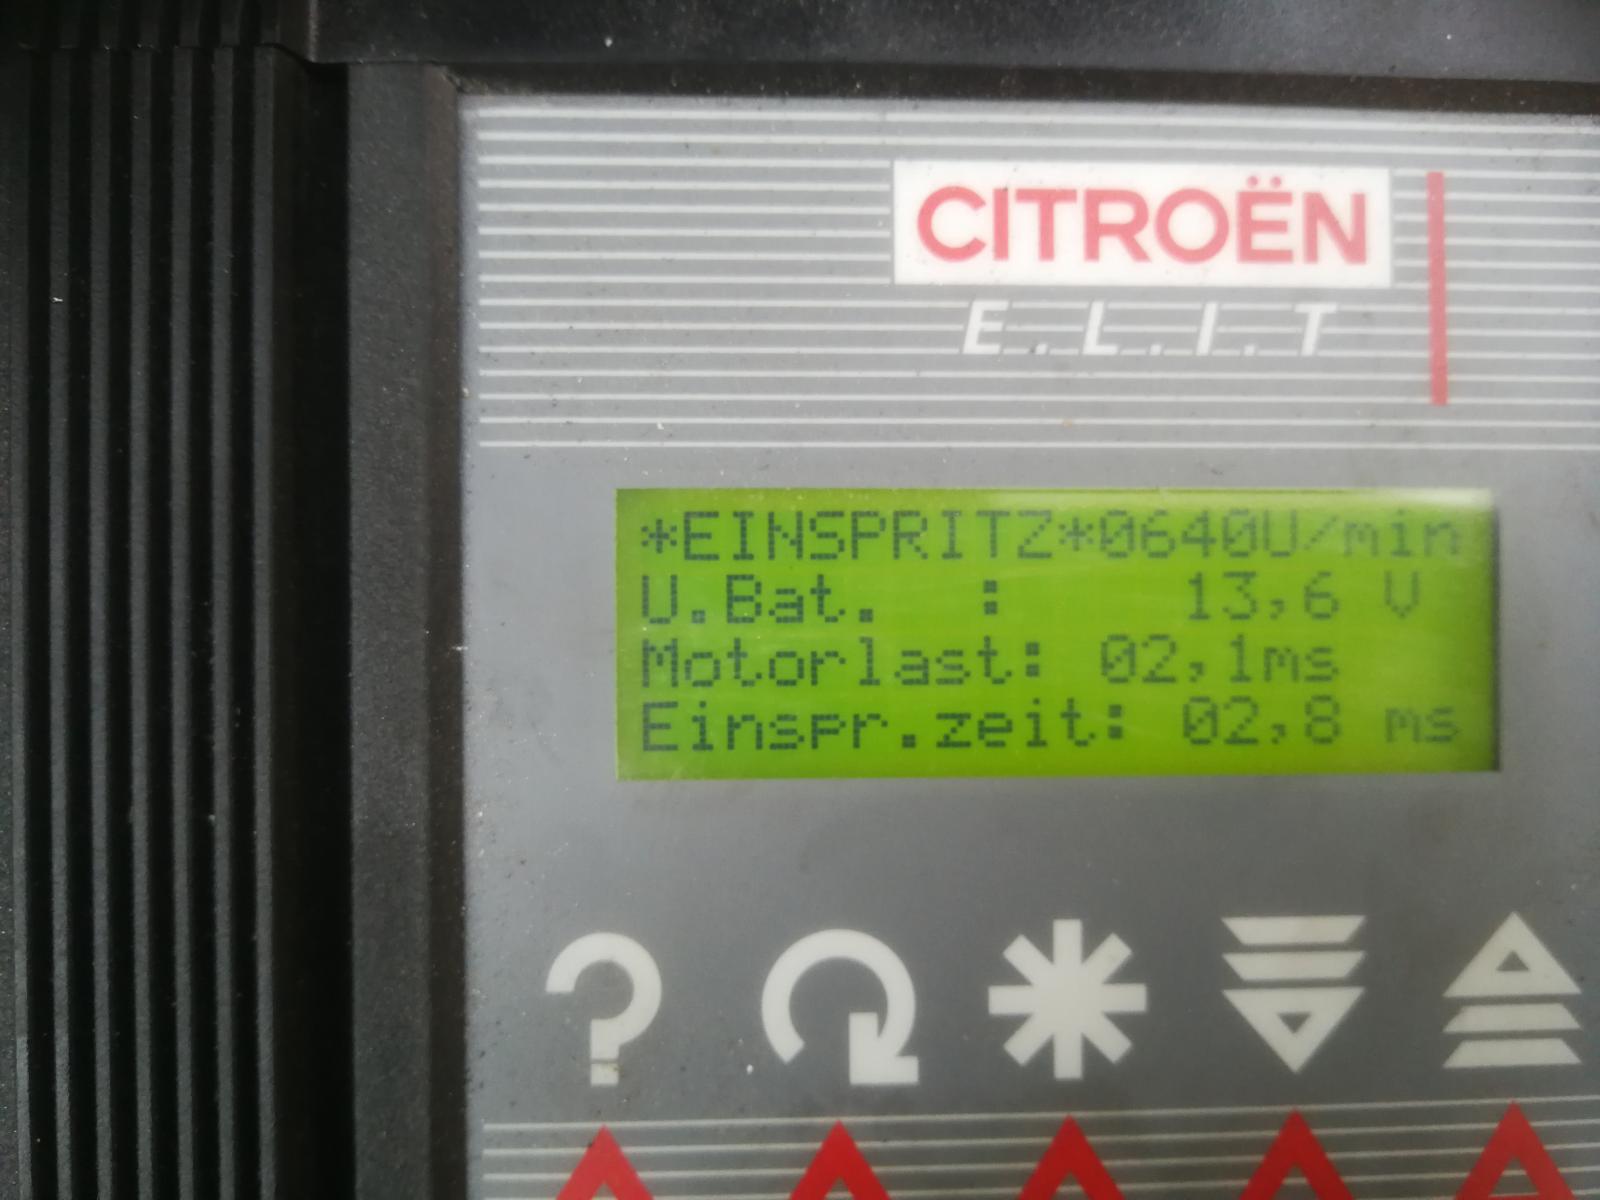 CITROËN
E.L.I.T
*EINSPRITZ*0640U/min
U.Bat. : 13,6 V
Motorlast: 02,1ms
Einspr.zeit: 02,8 ms
?